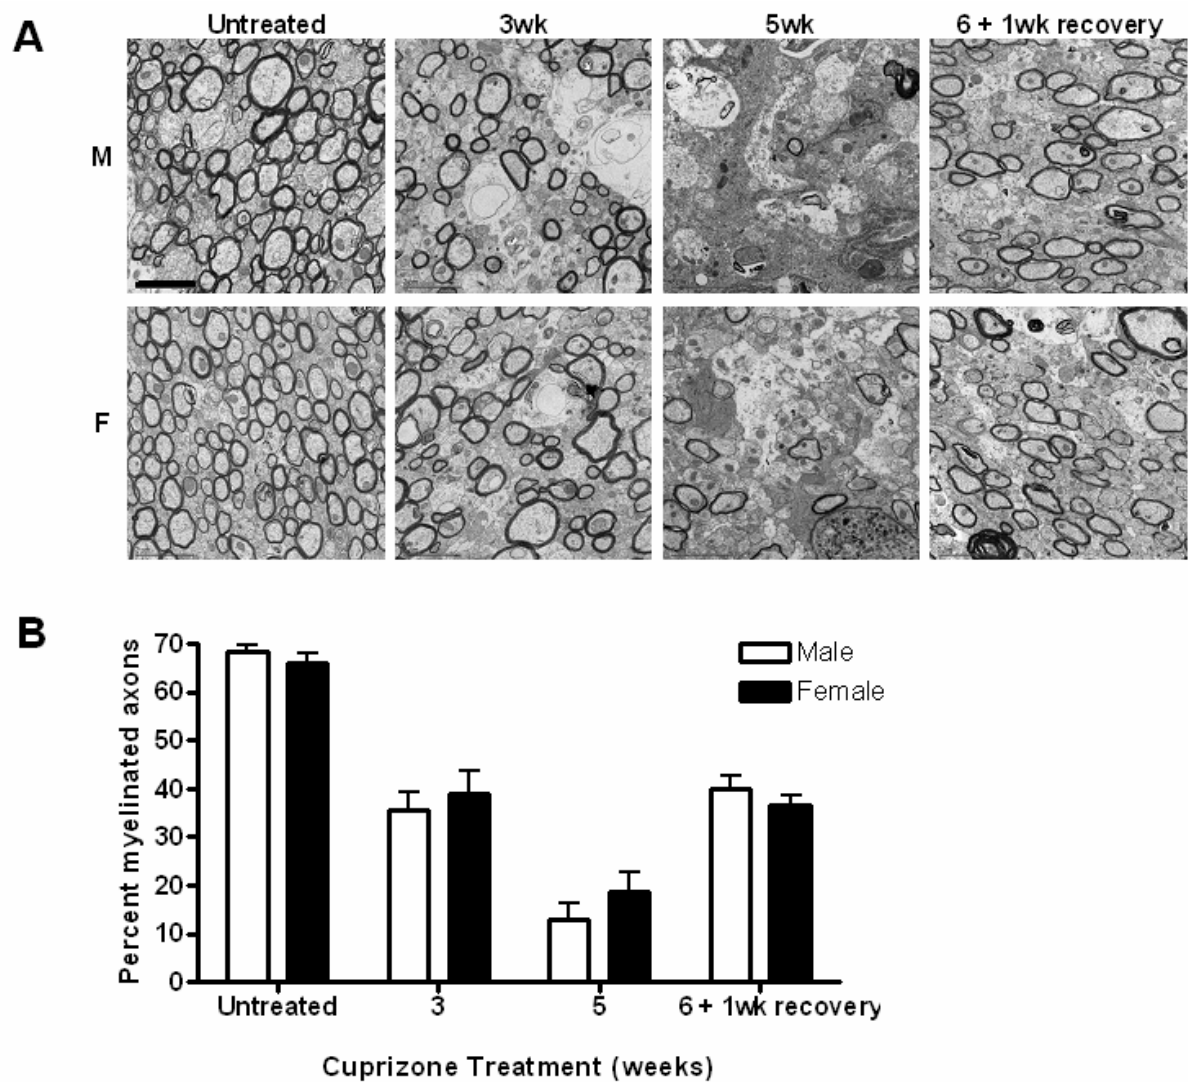 A
Untreated 3wk 5wk 6 + 1wk recovery
M
F
B
Percent myelinated axons
70
60
50
40
30
20
10
0
Male
Female
Untreated 3 5 6 + 1wk recovery
Cuprizone Treatment (weeks)